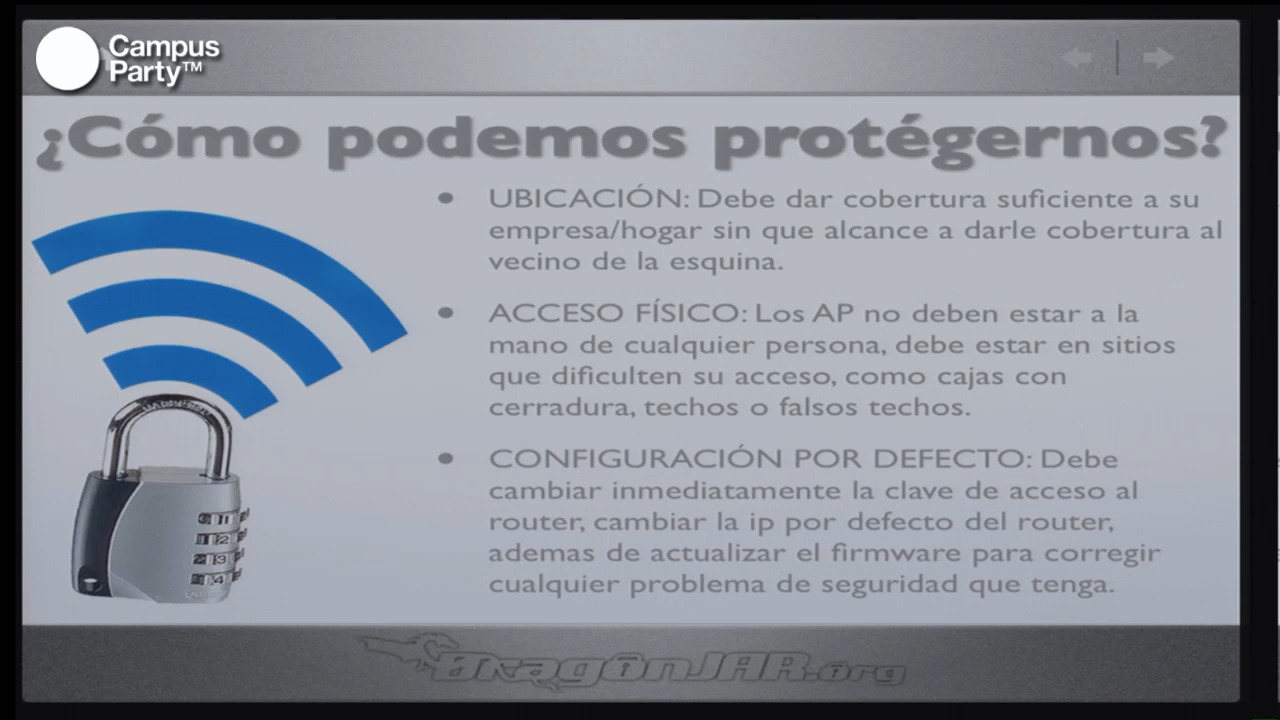 Campus
Party™
¿Cómo podemos protégernos?
• UBICACIÓN: Debe dar cobertura suficiente a su
empresa/hogar sin que alcance a darle cobertura al
vecino de la esquina.
• ACCESO FÍSICO: Los AP no deben estar a la
mano de cualquier persona, debe estar en sitios
que dificulten su acceso, como cajas con
cerradura, techos o falsos techos.
• CONFIGURACIÓN POR DEFECTO: Debe
cambiar inmediatamente la clave de acceso al
router, cambiar la ip por defecto del router,
ademas de actualizar el firmware para corregir
cualquier problema de seguridad que tenga.
DragonJAR.org